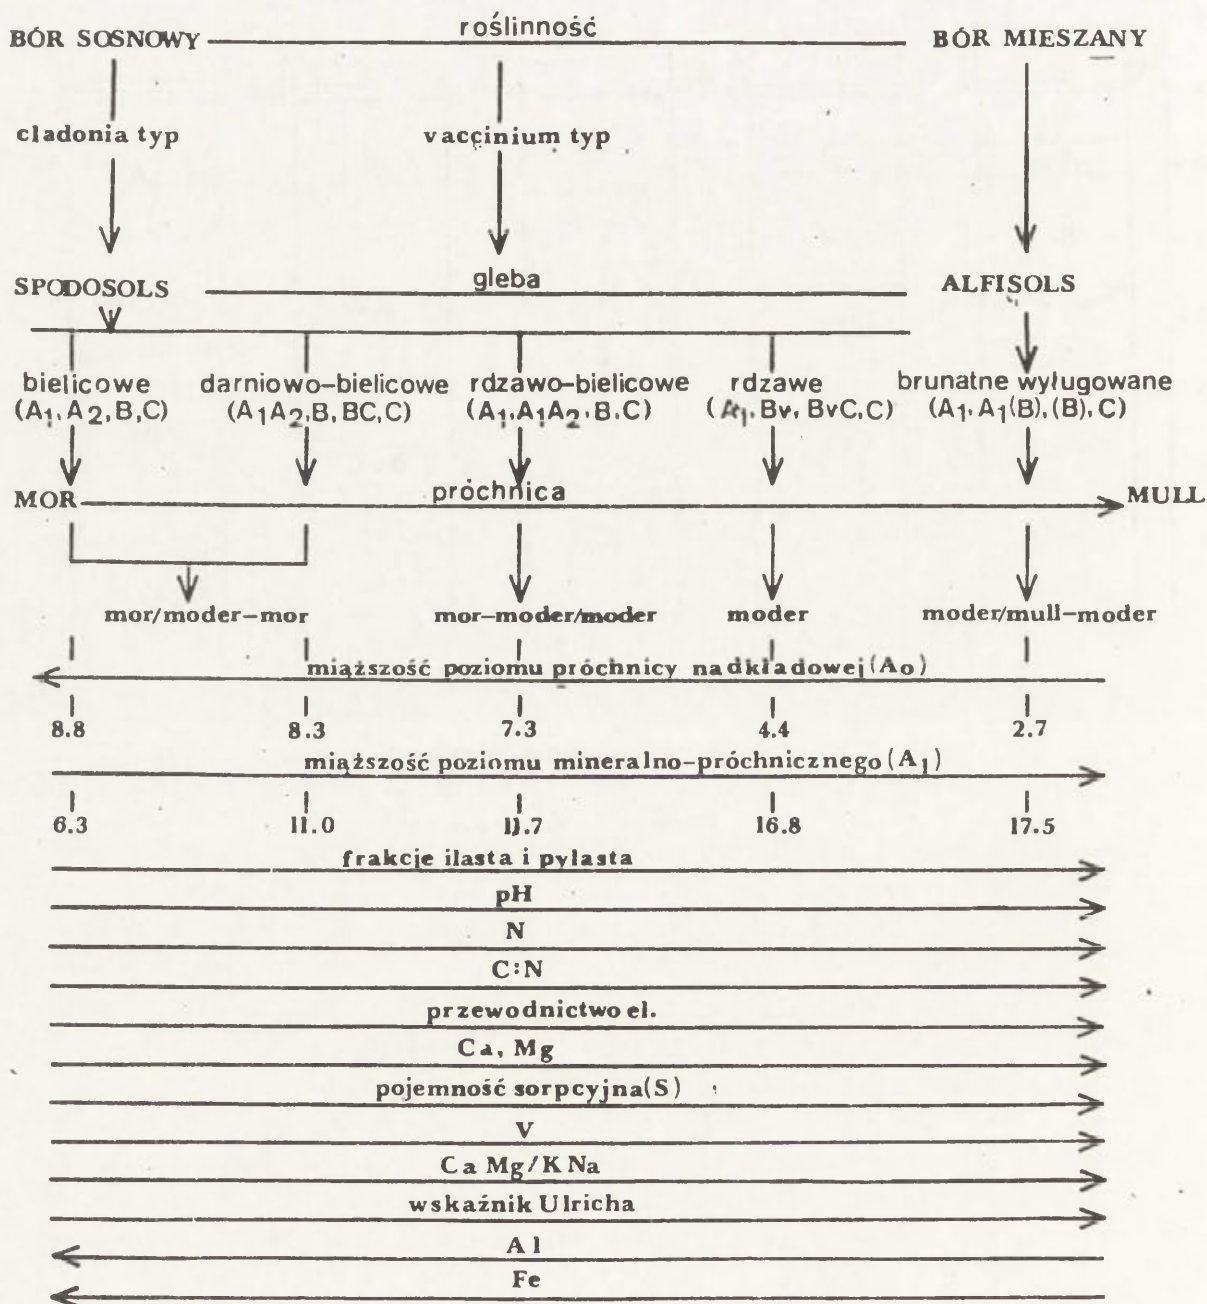 BÓR SOSNOWY roślinność BÓR MIESZANY
cladonia typ vaccinium typ
SPODOSOLS gleba ALFISOLS
bielicowe darniowo-bielicowe rdzawo-bielicowe rdzawe brunatne wyługowane
(A1, A2, B, C) (A1A2, B, BC, C) (A1, A1A2, B, C) (A1, Bv, BvC, C) (A1, A1(B), (B), C)
MOR próchnica MULL
mor/moder-mor mor-moder/moder moder moder/mull-moder
miąższość poziomu próchnicy nadkładowej (Ao)
8.8 8.3 7.3 4.4 2.7
miąższość poziomu mineralno-próchnicznego (A1)
6.3 11.0 11.7 16.8 17.5
frakcje ilasta i pylasta
pH
N
C:N
przewodnictwo el.
Ca, Mg
pojemność sorpcyjna (S)
V
Ca Mg/K Na
wskaźnik Ulricha
Al
Fe